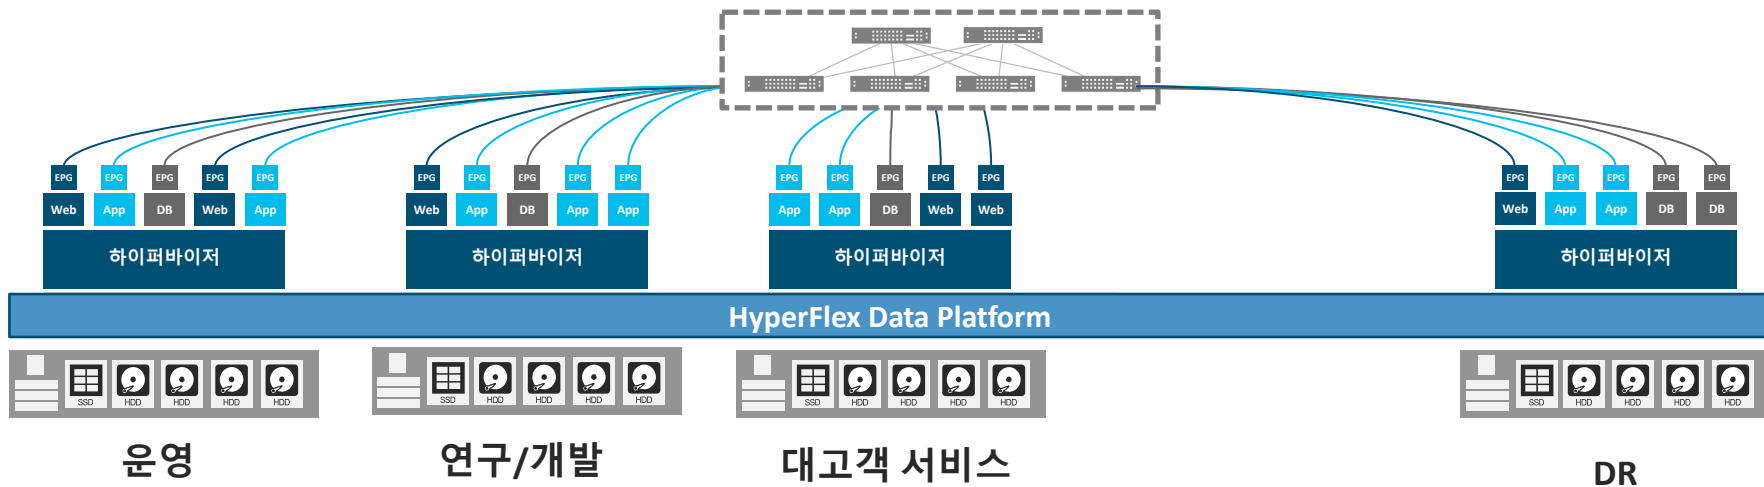 EPG EPG EPG EPG EPG EPG EPG EPG EPG EPG EPG EPG EPG EPG EPG EPG EPG EPG EPG EPG
Web App DB Web App Web App DB App App App App DB Web Web Web App App DB DB
하이퍼바이저 하이퍼바이저 하이퍼바이저 하이퍼바이저
HyperFlex Data Platform
SSD HDD HDD HDD HDD SSD HDD HDD HDD HDD SSD HDD HDD HDD HDD SSD HDD HDD HDD HDD
운영 연구/개발 대고객 서비스 DR